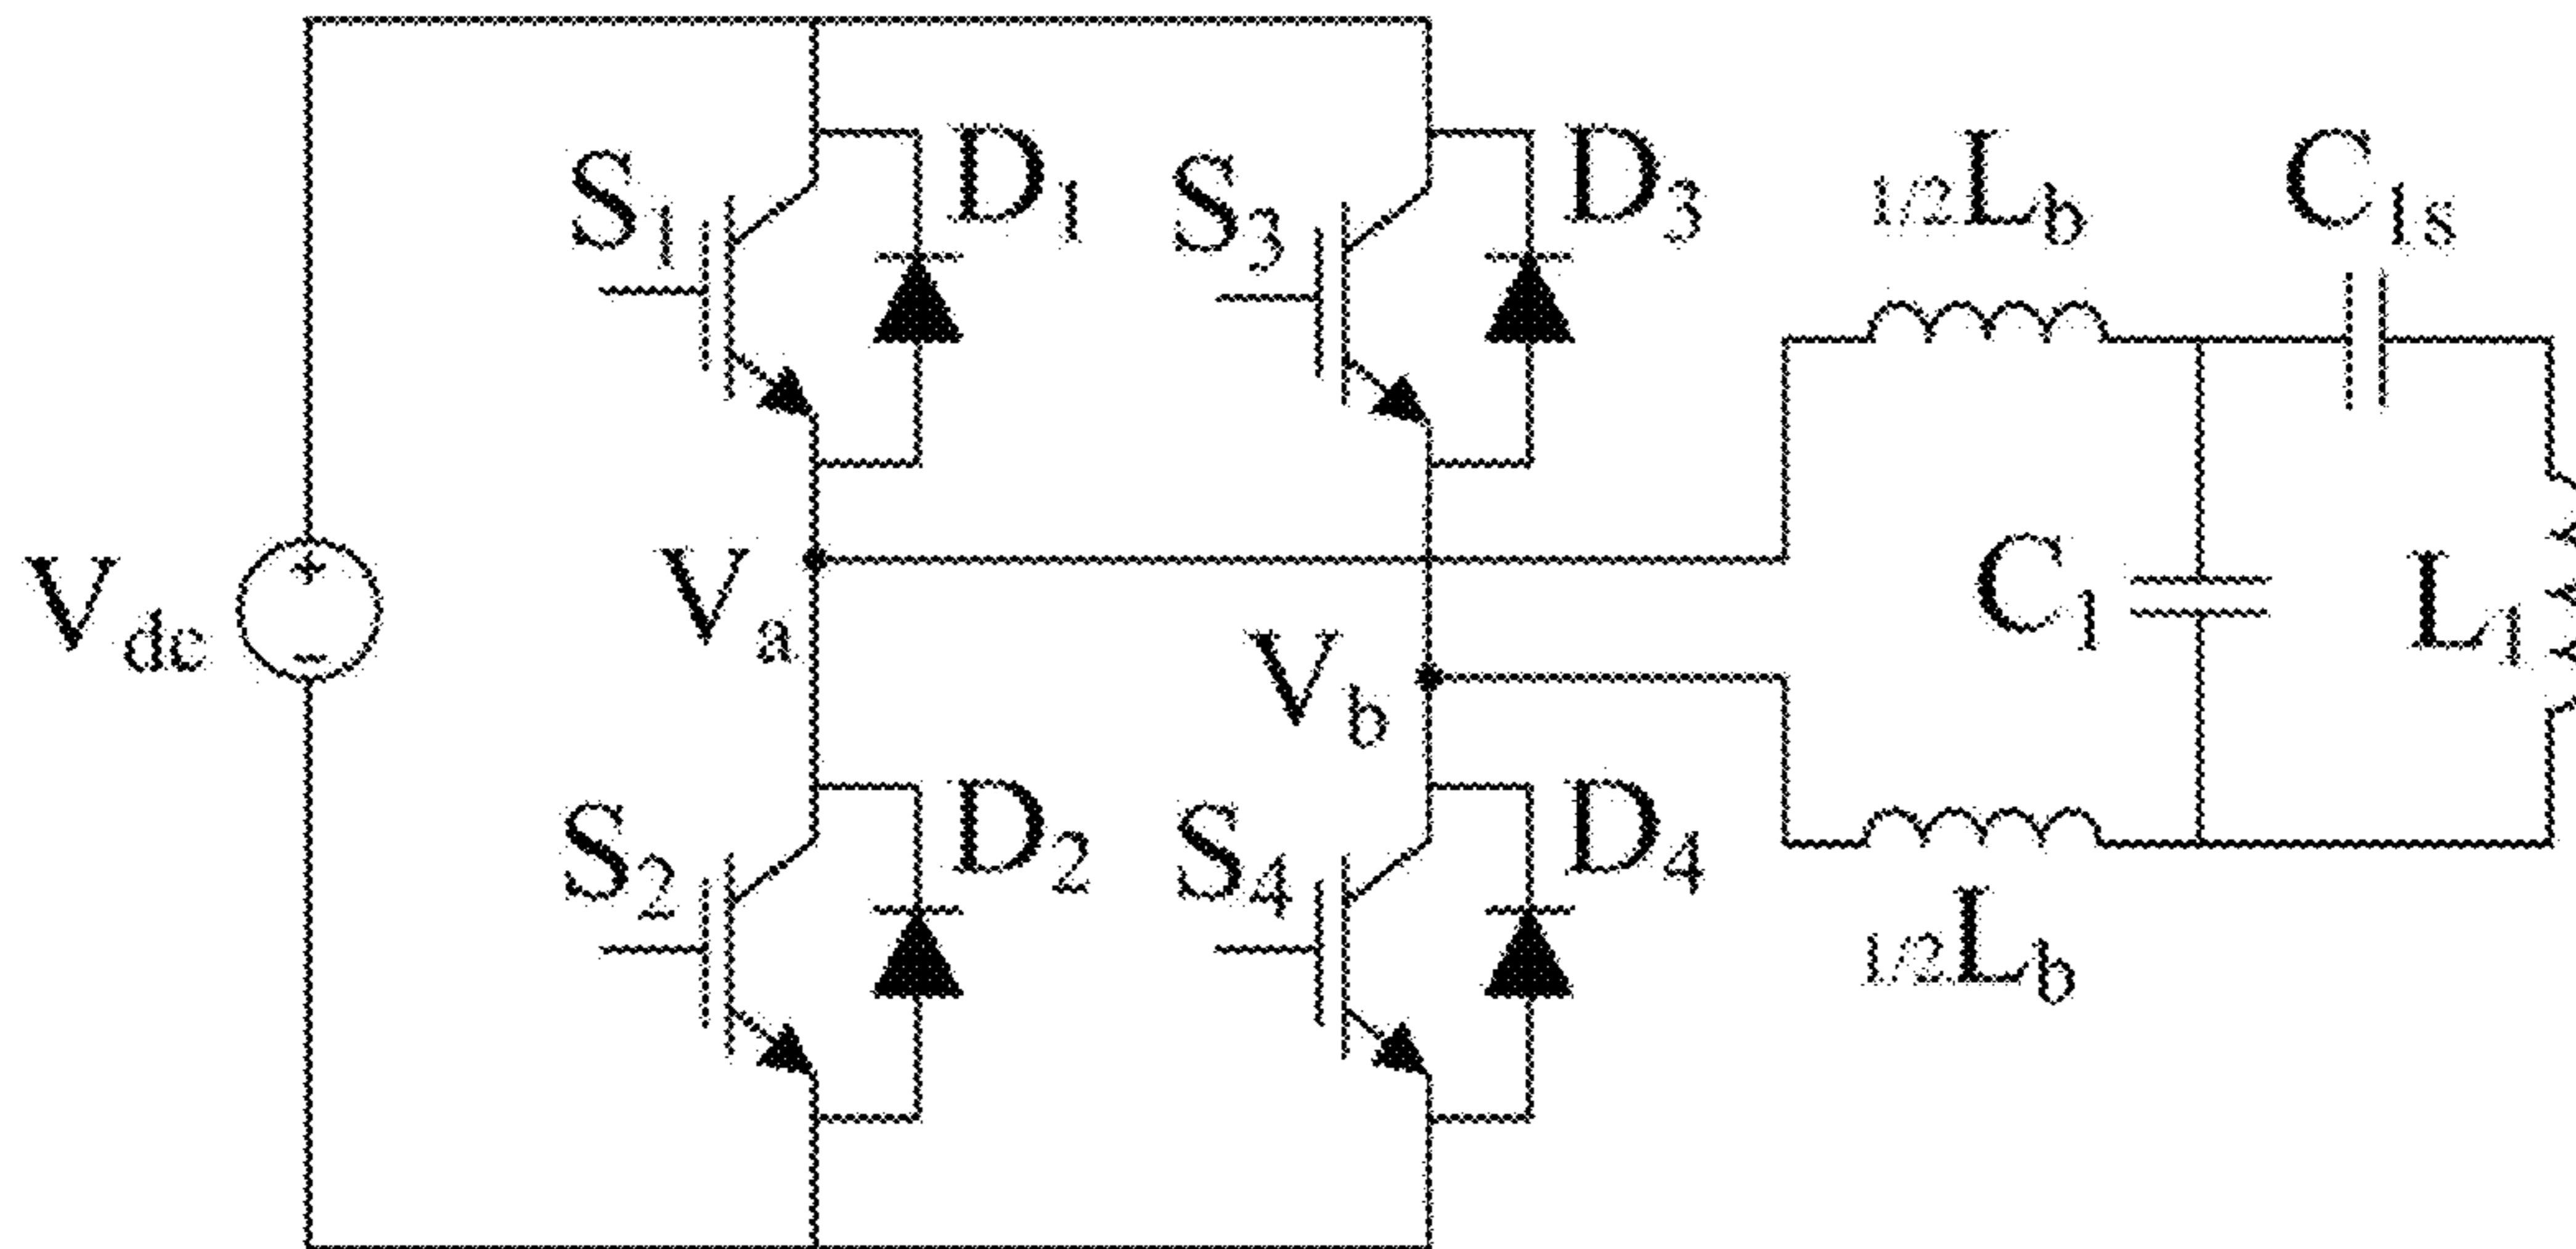 S1
D1
S3
D3
1/2Lb
C1s
Vdc
+
-
Va
Vb
C1
L1
S2
D2
S4
D4
1/2Lb